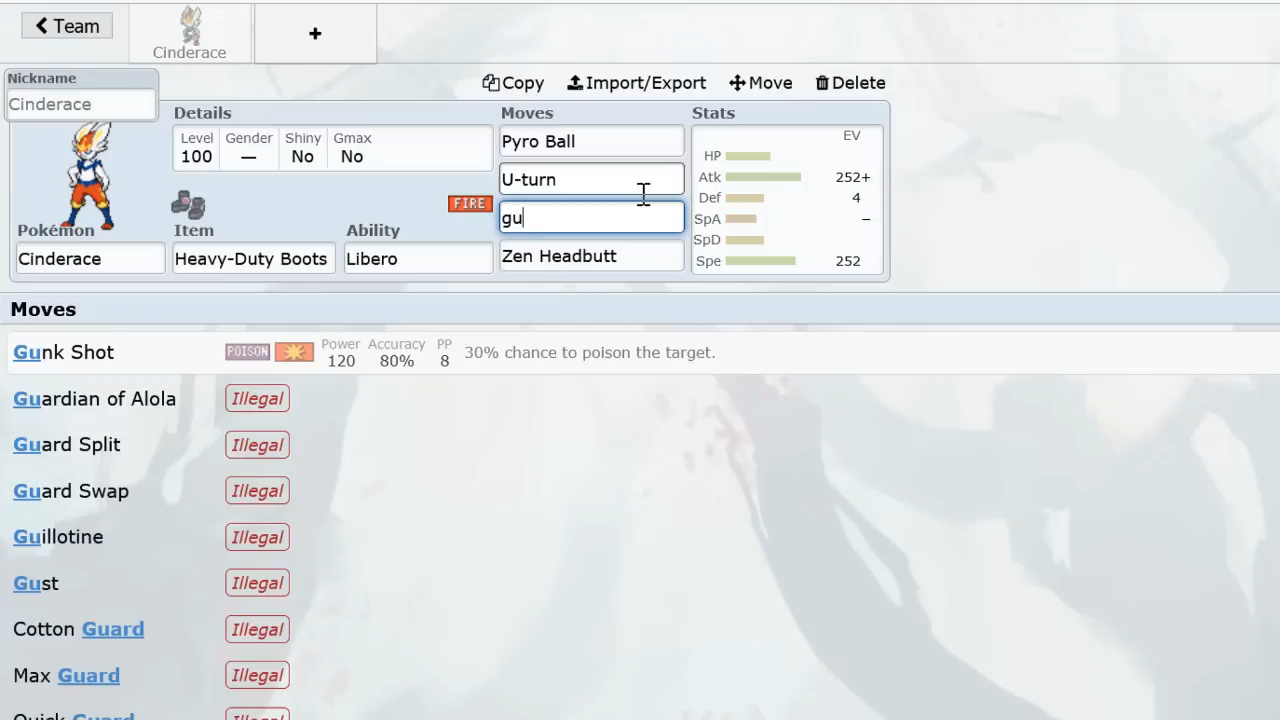 Team
Cinderace
+
Nickname
Cinderace
Copy Import/Export Move Delete
Details
Level Gender Shiny Gmax
100 — No No
FIRE
Pokémon Item Ability
Cinderace Heavy-Duty Boots Libero
Moves
Pyro Ball
U-turn
gu
Zen Headbutt
Stats
EV
HP
Atk 252+
Def 4
SpA –
SpD
Spe 252
Moves
Gunk Shot POISON Power 120 Accuracy 80% PP 8 30% chance to poison the target.
Guardian of Alola Illegal
Guard Split Illegal
Guard Swap Illegal
Guillotine Illegal
Gust Illegal
Cotton Guard Illegal
Max Guard Illegal
Quick Guard Illegal